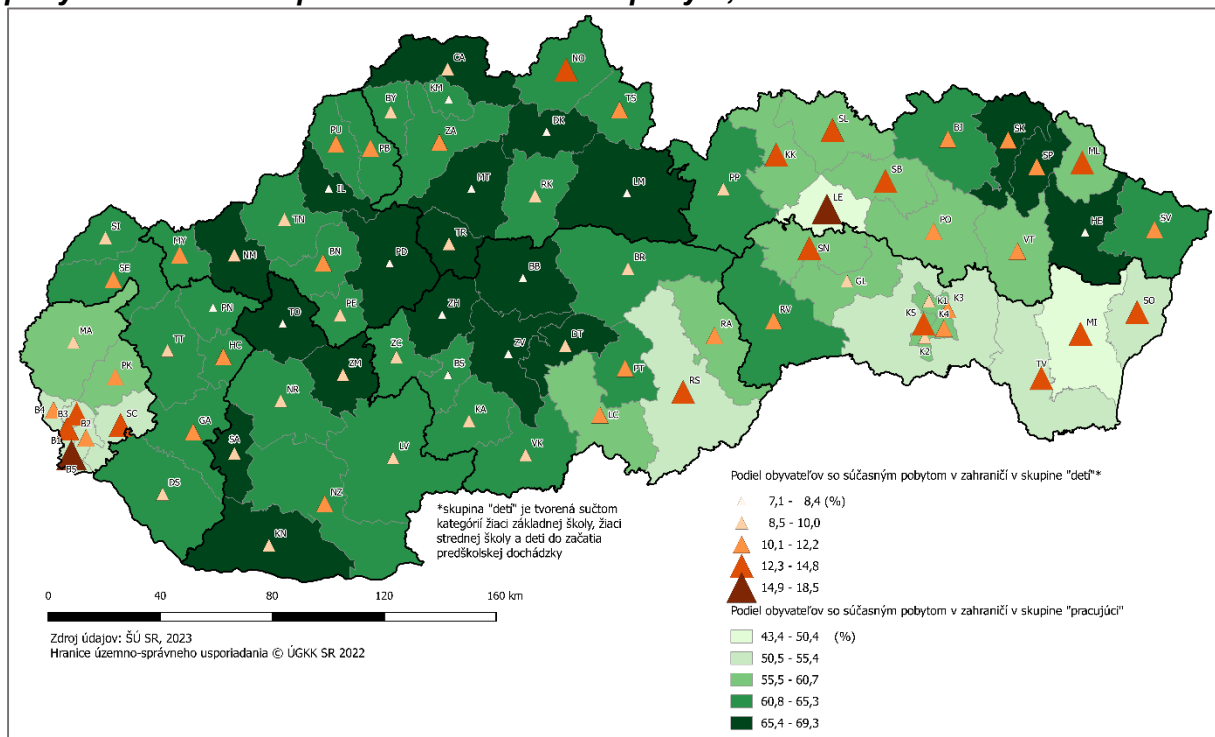 CA
NO
KM
BY
TS
DK
PU
PB
ZA
SL
BJ
SK
SP
ML
KK
SB
IL
MT
RK
LM
PP
LE
HE
SV
TN
PO
VT
SI
MY
NM
BN
TR
SE
PD
BB
BR
SN
GL
PE
ZH
PN
TO
RV
K1
K3
K5
K4
K2
MI
SO
MA
TT
HC
ZM
ZC
BS
ZV
DT
RA
PT
PK
NR
KA
RS
TV
B4
B3
B2
SC
B1
B5
GA
SA
LC
DS
LV
VK
NZ
KN
*skupina "detí" je tvorená sučtom
kategórií žiaci základnej školy, žiaci
strednej školy a deti do začatia
predškolskej dochádzky
Podiel obyvateľov so súčasným pobytom v zahraničí v skupine "detí"*
7,1 - 8,4 (%)
8,5 - 10,0
10,1 - 12,2
12,3 - 14,8
14,9 - 18,5
Podiel obyvateľov so súčasným pobytom v zahraničí v skupine "pracujúci"
43,4 - 50,4 (%)
50,5 - 55,4
55,5 - 60,7
60,8 - 65,3
65,4 - 69,3
0 40 80 120 160 km
Zdroj údajov: ŠÚ SR, 2023
Hranice územno-správneho usporiadania © ÚGKK SR 2022